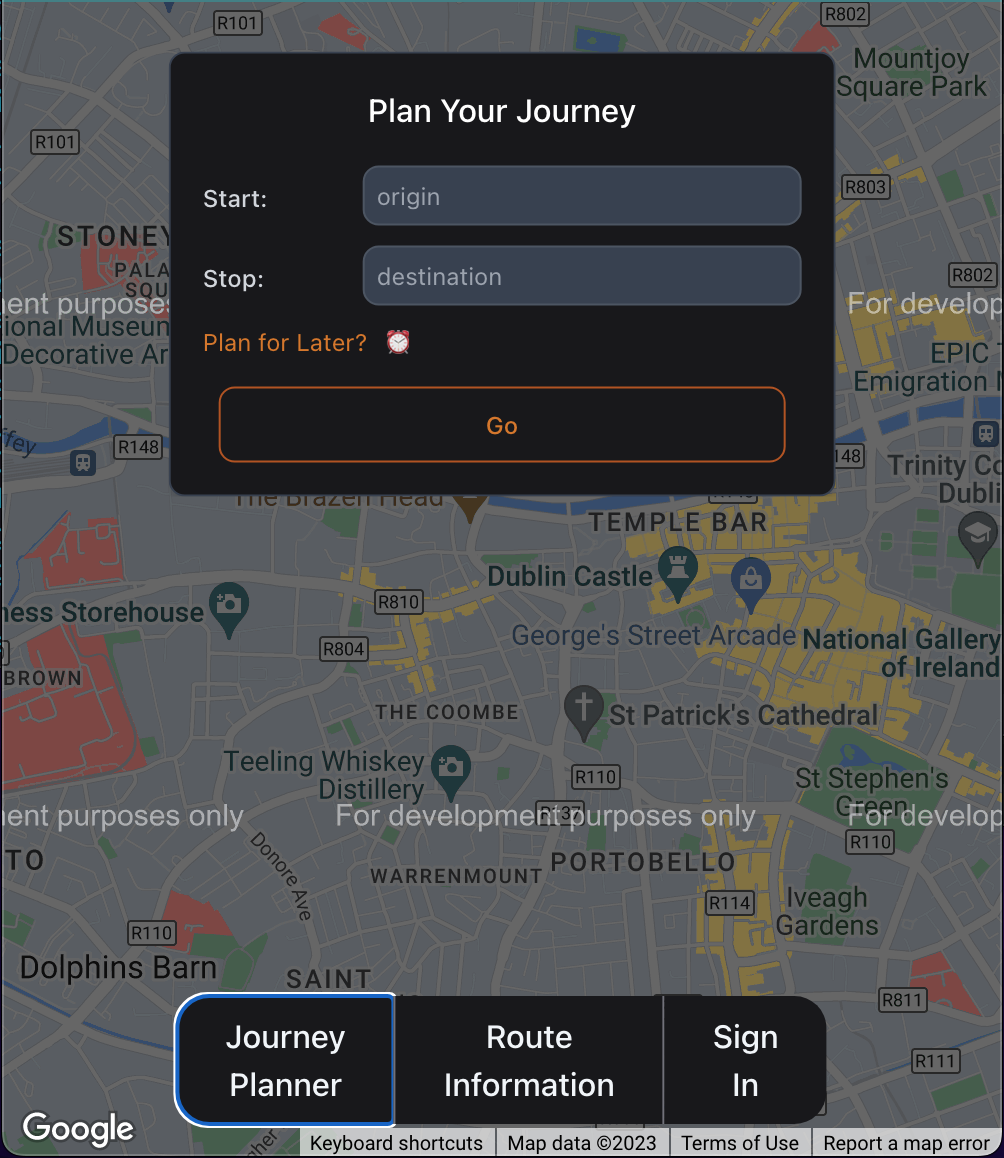 R101
R802
Mountjoy
Square Park
Plan Your Journey
R101
Start:
origin
R803
STONEY
PALA
SQU
Stop:
destination
R802
ent purposes
For develop
ional Museum
Decorative Ar
Plan for Later?
EPIC
Emigration
Go
ffey
R148
148
Trinity Co
Dubli
The Brazen Head
TEMPLE BAR
Dublin Castle
ness Storehouse
R810
George's Street Arcade
National Gallery
of Ireland
R804
BROWN
THE COOMBE
St Patrick's Cathedral
Teeling Whiskey
Distillery
R110
St Stephen's
Green
ent purposes only
For development purposes only
R137
For develop
R110
TO
Donore Ave
WARRENMOUNT
PORTOBELLO
R114
Iveagh
Gardens
R110
Dolphins Barn
SAINT
R811
Journey
Planner
Route
Information
Sign
In
R111
Google
Keyboard shortcuts
Map data ©2023
Terms of Use
Report a map error